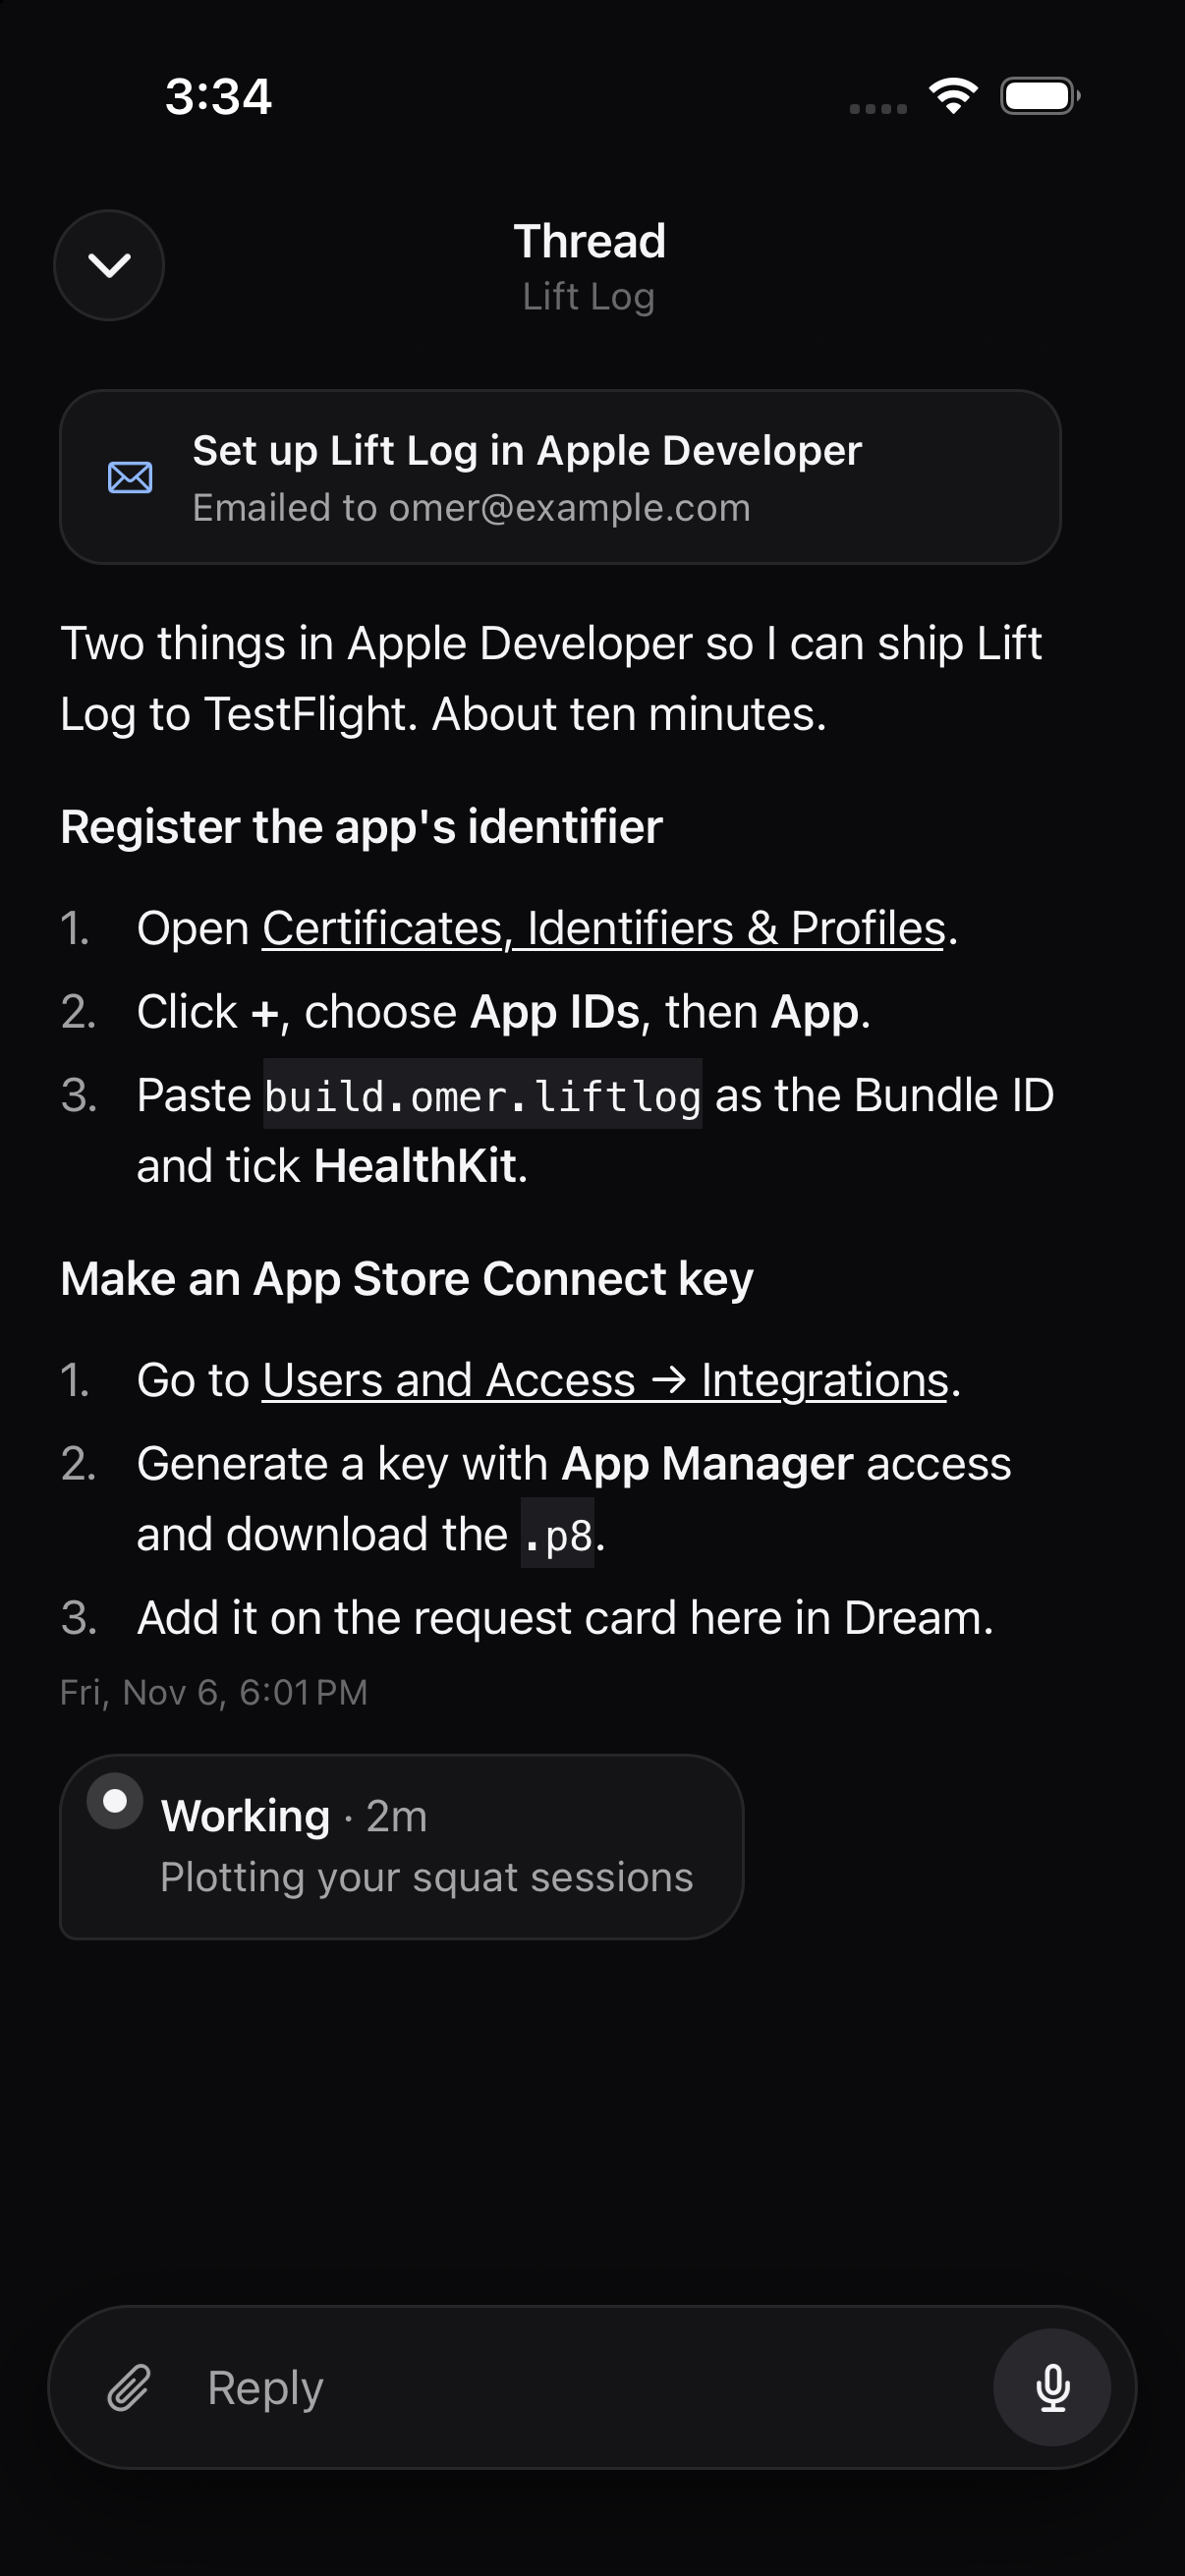 3:34
Thread
Lift Log
Set up Lift Log in Apple Developer
Emailed to omer@example.com
Two things in Apple Developer so I can ship Lift
Log to TestFlight. About ten minutes.
Register the app's identifier
1. Open Certificates, Identifiers & Profiles.
2. Click +, choose App IDs, then App.
3. Paste build.omer.liftlog as the Bundle ID
and tick HealthKit.
Make an App Store Connect key
1. Go to Users and Access → Integrations.
2. Generate a key with App Manager access
and download the .p8.
3. Add it on the request card here in Dream.
Fri, Nov 6, 6:01 PM
Working · 2m
Plotting your squat sessions
Reply